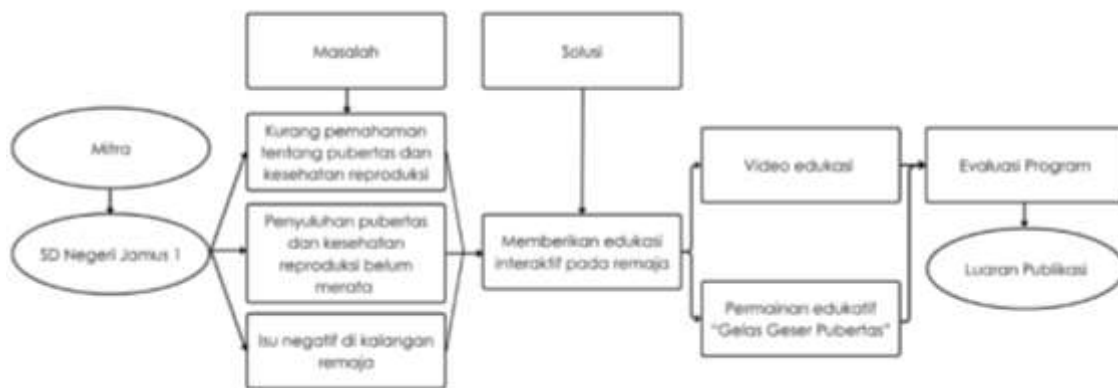 Mitra
SD Negeri Jamus 1
Masalah
Kurang pemahaman
tentang pubertas dan
kesehatan reproduksi
Penyuluhan pubertas
dan kesehatan
reproduksi belum
merata
Isu negatif di kalangan
remaja
Solusi
Memberikan edukasi
interaktif pada remaja
Video edukasi
Permainan edukatif
"Gelas Geser Pubertas"
Evaluasi Program
Luaran Publikasi